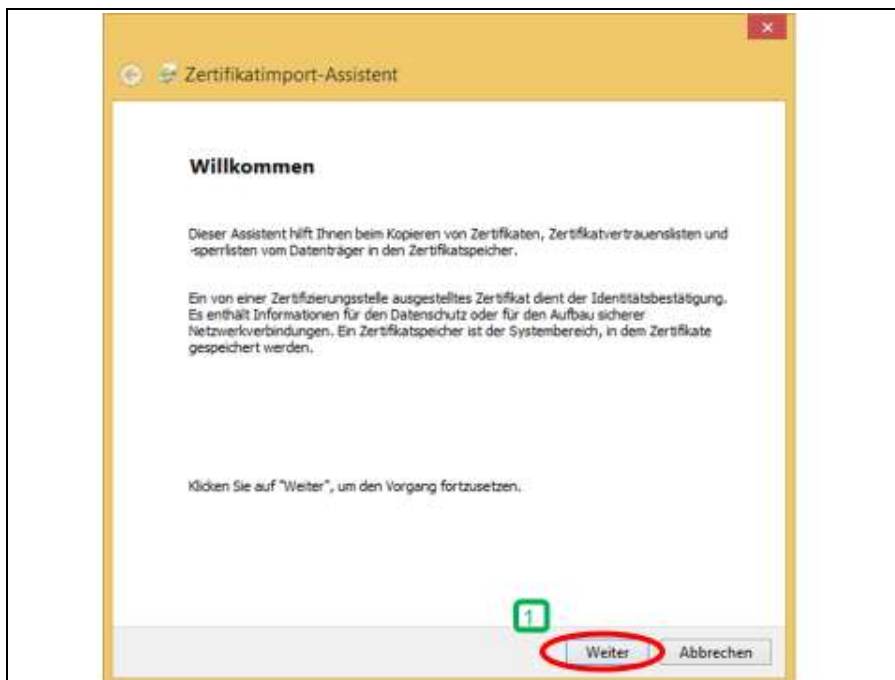 Zertifikatimport-Assistent
Willkommen
Dieser Assistent hilft Ihnen beim Kopieren von Zertifikaten, Zertifikatvertrauenslisten und
-sperrlisten vom Datenträger in den Zertifikatspeicher.
Ein von einer Zertifizierungsstelle ausgestelltes Zertifikat dient der Identitätsbestätigung.
Es enthält Informationen für den Datenschutz oder für den Aufbau sicherer
Netzwerkverbindungen. Ein Zertifikatspeicher ist der Systembereich, in dem Zertifikate
gespeichert werden.
Klicken Sie auf "Weiter", um den Vorgang fortzusetzen.
1
Weiter Abbrechen